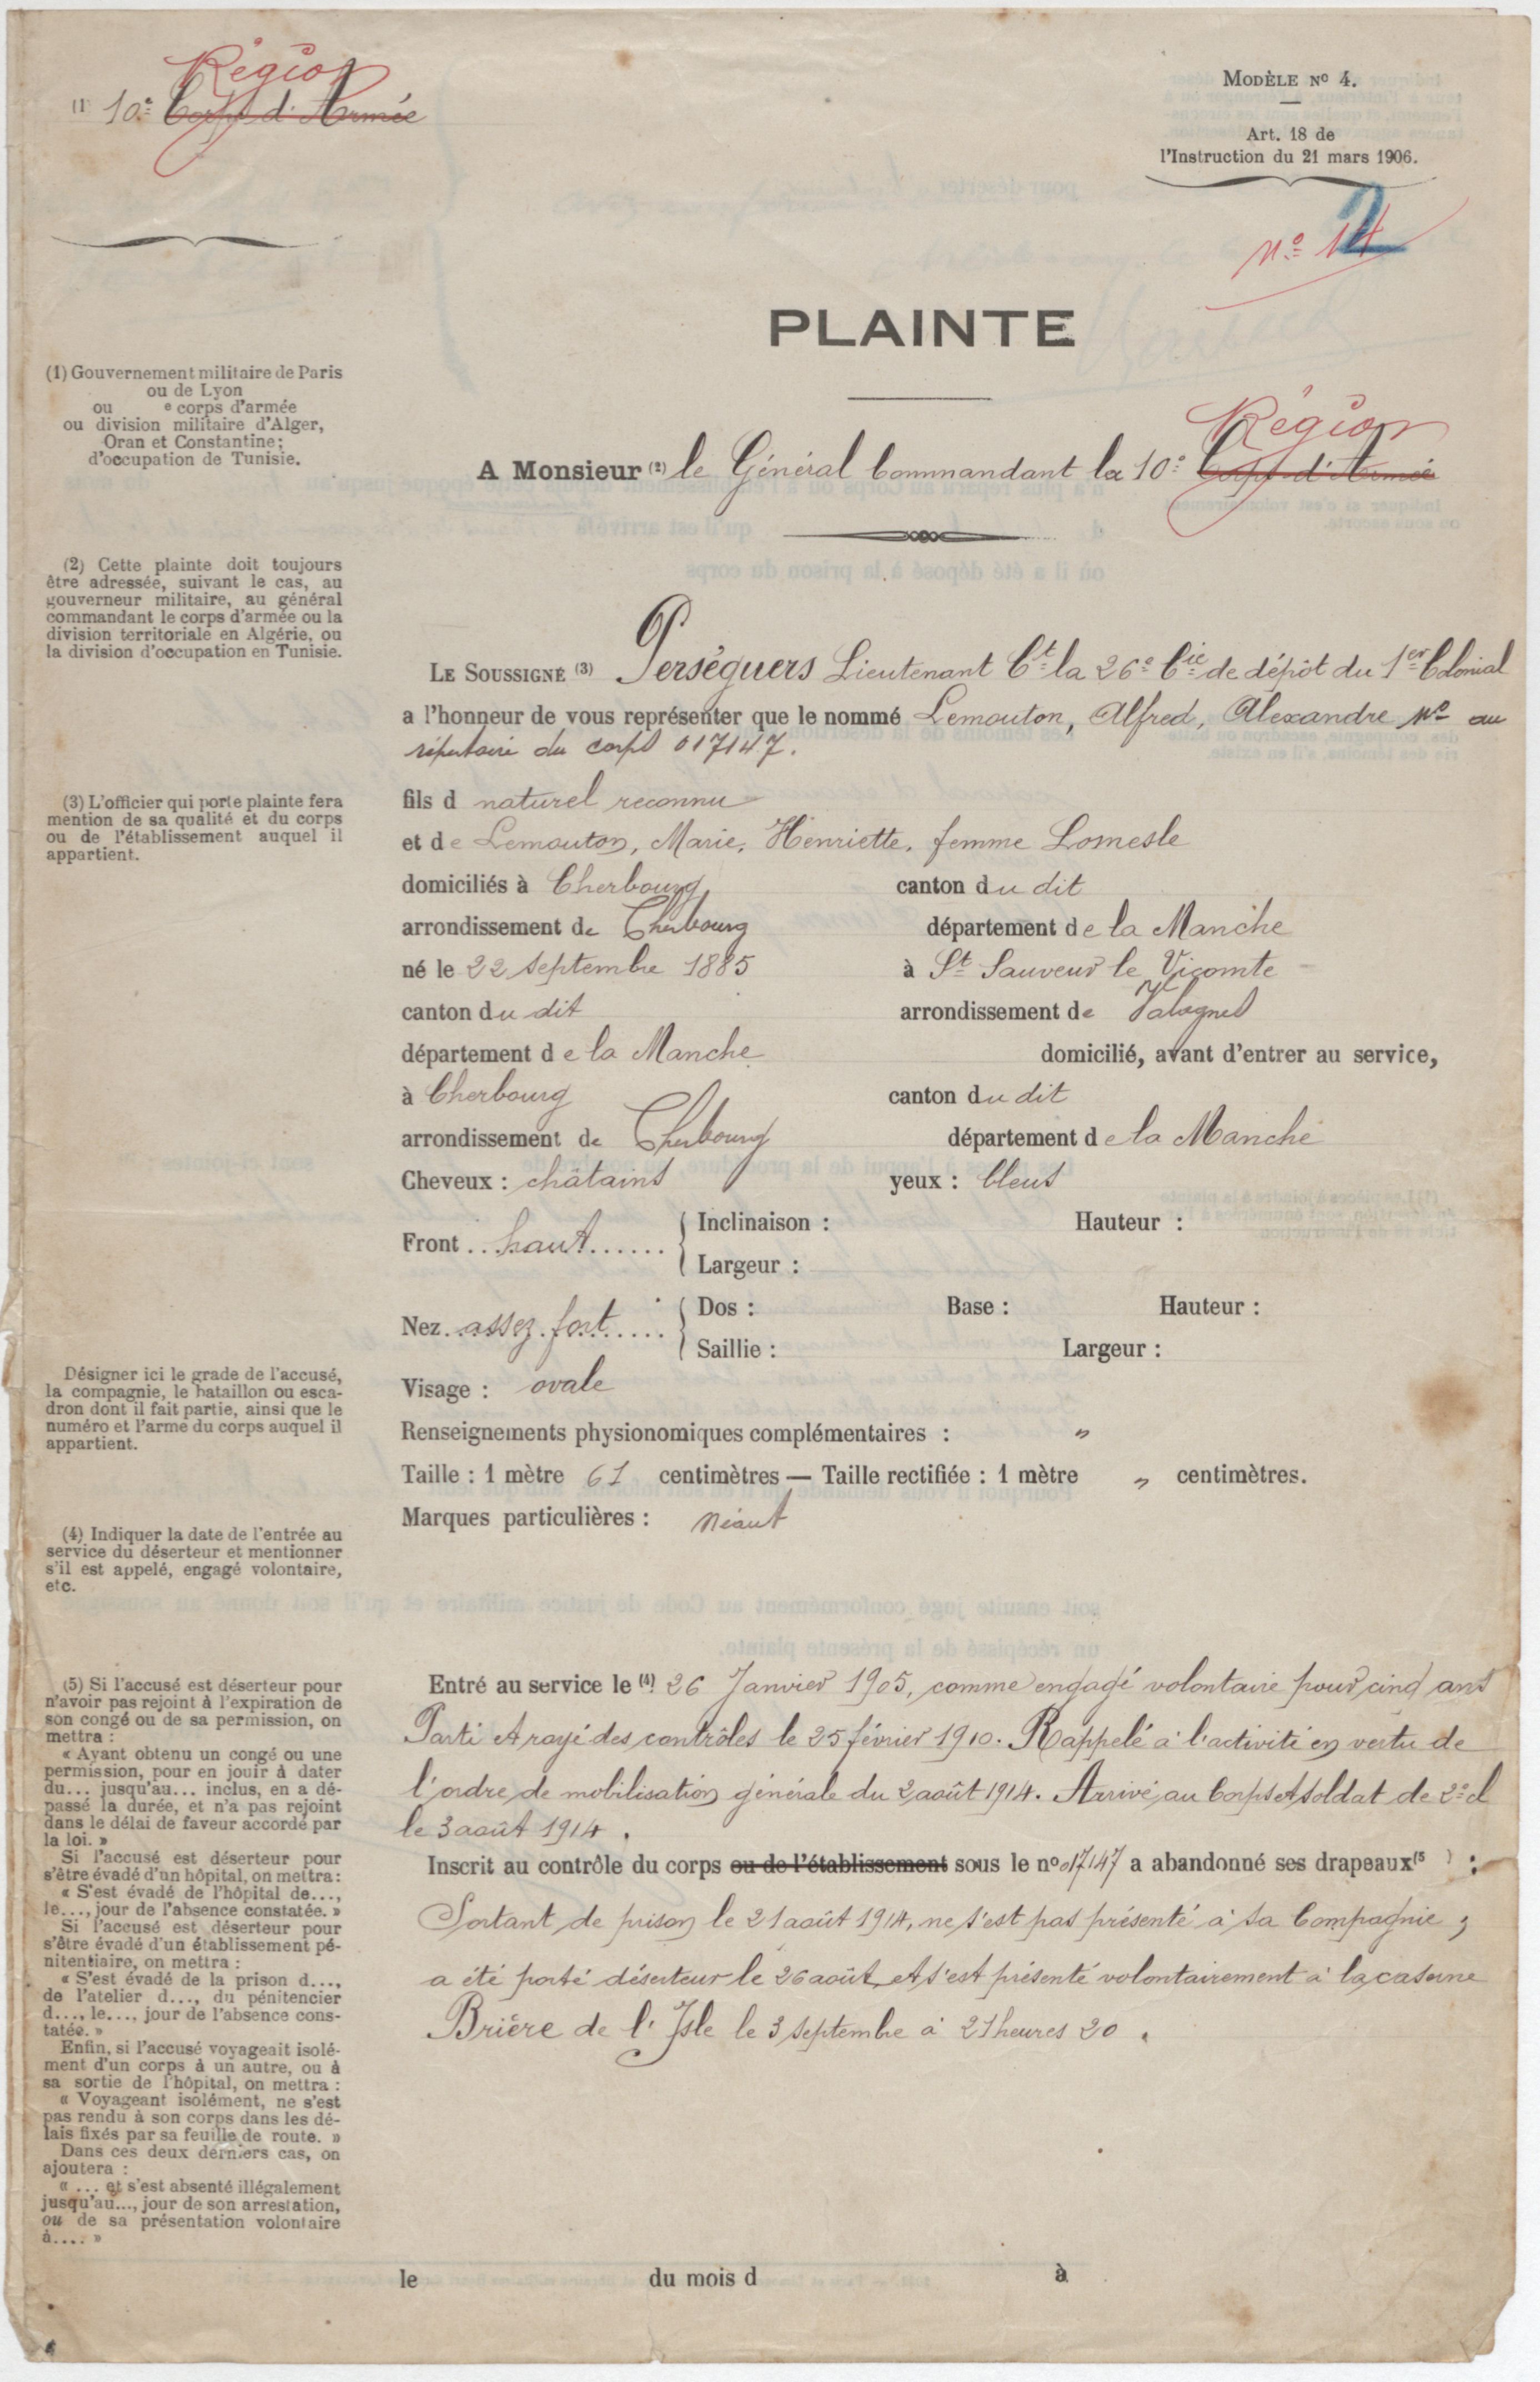 Région
(1) 10e Corps d'Armée
MODÈLE No 4.
Art. 18 de
l'Instruction du 21 mars 1906.
No 14
2
PLAINTE
(1) Gouvernement militaire de Paris
ou de Lyon
ou e corps d'armée
ou division militaire d'Alger,
Oran et Constantine;
d'occupation de Tunisie.
Région
A Monsieur (2) le Général Commandant la 10e Corps d'Armée
(2) Cette plainte doit toujours
être adressée, suivant le cas, au
gouverneur militaire, au général
commandant le corps d'armée ou la
division territoriale en Algérie, ou
la division d'occupation en Tunisie.
LE SOUSSIGNÉ (3) Perséguers Lieutenant Ct la 26e Cie de dépôt du 1er Colonial
a l'honneur de vous représenter que le nommé Lemouton, Alfred, Alexandre No au
répertoire du corps 017147.
(3) L'officier qui porte plainte fera
mention de sa qualité et du corps
ou de l'établissement auquel il
appartient.
fils d naturel reconnu
et de Lemouton, Marie, Henriette, femme Lomesle
domiciliés à Cherbourg canton du dit
arrondissement de Cherbourg département de la Manche
né le 22 septembre 1885 à St Sauveur le Vicomte
canton du dit arrondissement de Valognes
département de la Manche domicilié, avant d'entrer au service,
à Cherbourg canton du dit
arrondissement de Cherbourg département de la Manche
Cheveux : châtains yeux : bleus
Front .. haut ...... Inclinaison : Hauteur :
Largeur :
Nez .. assez fort ..... Dos : Base : Hauteur :
Saillie : Largeur :
Visage : ovale
Renseignements physionomiques complémentaires : "
Taille : 1 mètre 61 centimètres — Taille rectifiée : 1 mètre " centimètres.
Marques particulières : néant
Désigner ici le grade de l'accusé,
la compagnie, le bataillon ou esca-
dron dont il fait partie, ainsi que le
numéro et l'arme du corps auquel il
appartient.
(4) Indiquer la date de l'entrée au
service du déserteur et mentionner
s'il est appelé, engagé volontaire,
etc.
Entré au service le (4) 26 Janvier 1905, comme engagé volontaire pour cinq ans
Parti et rayé des contrôles le 25 février 1910. Rappelé à l'activité en vertu de
l'ordre de mobilisation générale du 2 août 1914. Arrivé au Corps et soldat de 2e cl
le 3 août 1914.
Inscrit au contrôle du corps ou de l'établissement sous le no 017147 a abandonné ses drapeaux (5) :
Sortant de prison le 21 août 1914, ne s'est pas présenté à sa Compagnie ;
a été porté déserteur le 26 août et s'est présenté volontairement à la caserne
Brière de l'Isle le 3 septembre à 21 heures 20.
(5) Si l'accusé est déserteur pour
n'avoir pas rejoint à l'expiration de
son congé ou de sa permission, on
mettra :
« Ayant obtenu un congé ou une
permission, pour en jouir à dater
du... jusqu'au... inclus, en a dé-
passé la durée, et n'a pas rejoint
dans le délai de faveur accordé par
la loi. »
Si l'accusé est déserteur pour
s'être évadé d'un hôpital, on mettra :
« S'est évadé de l'hôpital de...,
le..., jour de l'absence constatée. »
Si l'accusé est déserteur pour
s'être évadé d'un établissement pé-
nitentiaire, on mettra :
« S'est évadé de la prison d...,
de l'atelier d..., du pénitencier
d..., le..., jour de l'absence cons-
tatée. »
Enfin, si l'accusé voyageait isolé-
ment d'un corps à un autre, ou à
sa sortie de l'hôpital, on mettra :
« Voyageant isolément, ne s'est
pas rendu à son corps dans les dé-
lais fixés par sa feuille de route. »
Dans ces deux derniers cas, on
ajoutera :
« ... et s'est absenté illégalement
jusqu'au..., jour de son arrestation,
ou de sa présentation volontaire
à.... »
le du mois d à